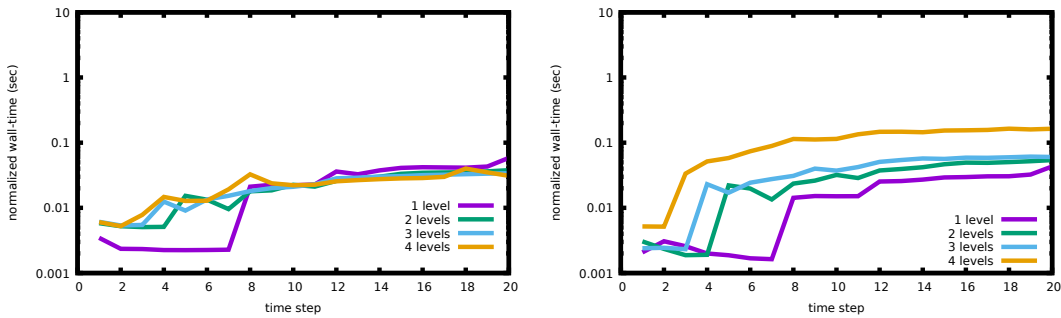 10
1
0.1
0.01
0.001
normalized wall-time (sec)
0 2 4 6 8 10 12 14 16 18 20
time step
1 level
2 levels
3 levels
4 levels
10
1
0.1
0.01
0.001
normalized wall-time (sec)
0 2 4 6 8 10 12 14 16 18 20
time step
1 level
2 levels
3 levels
4 levels